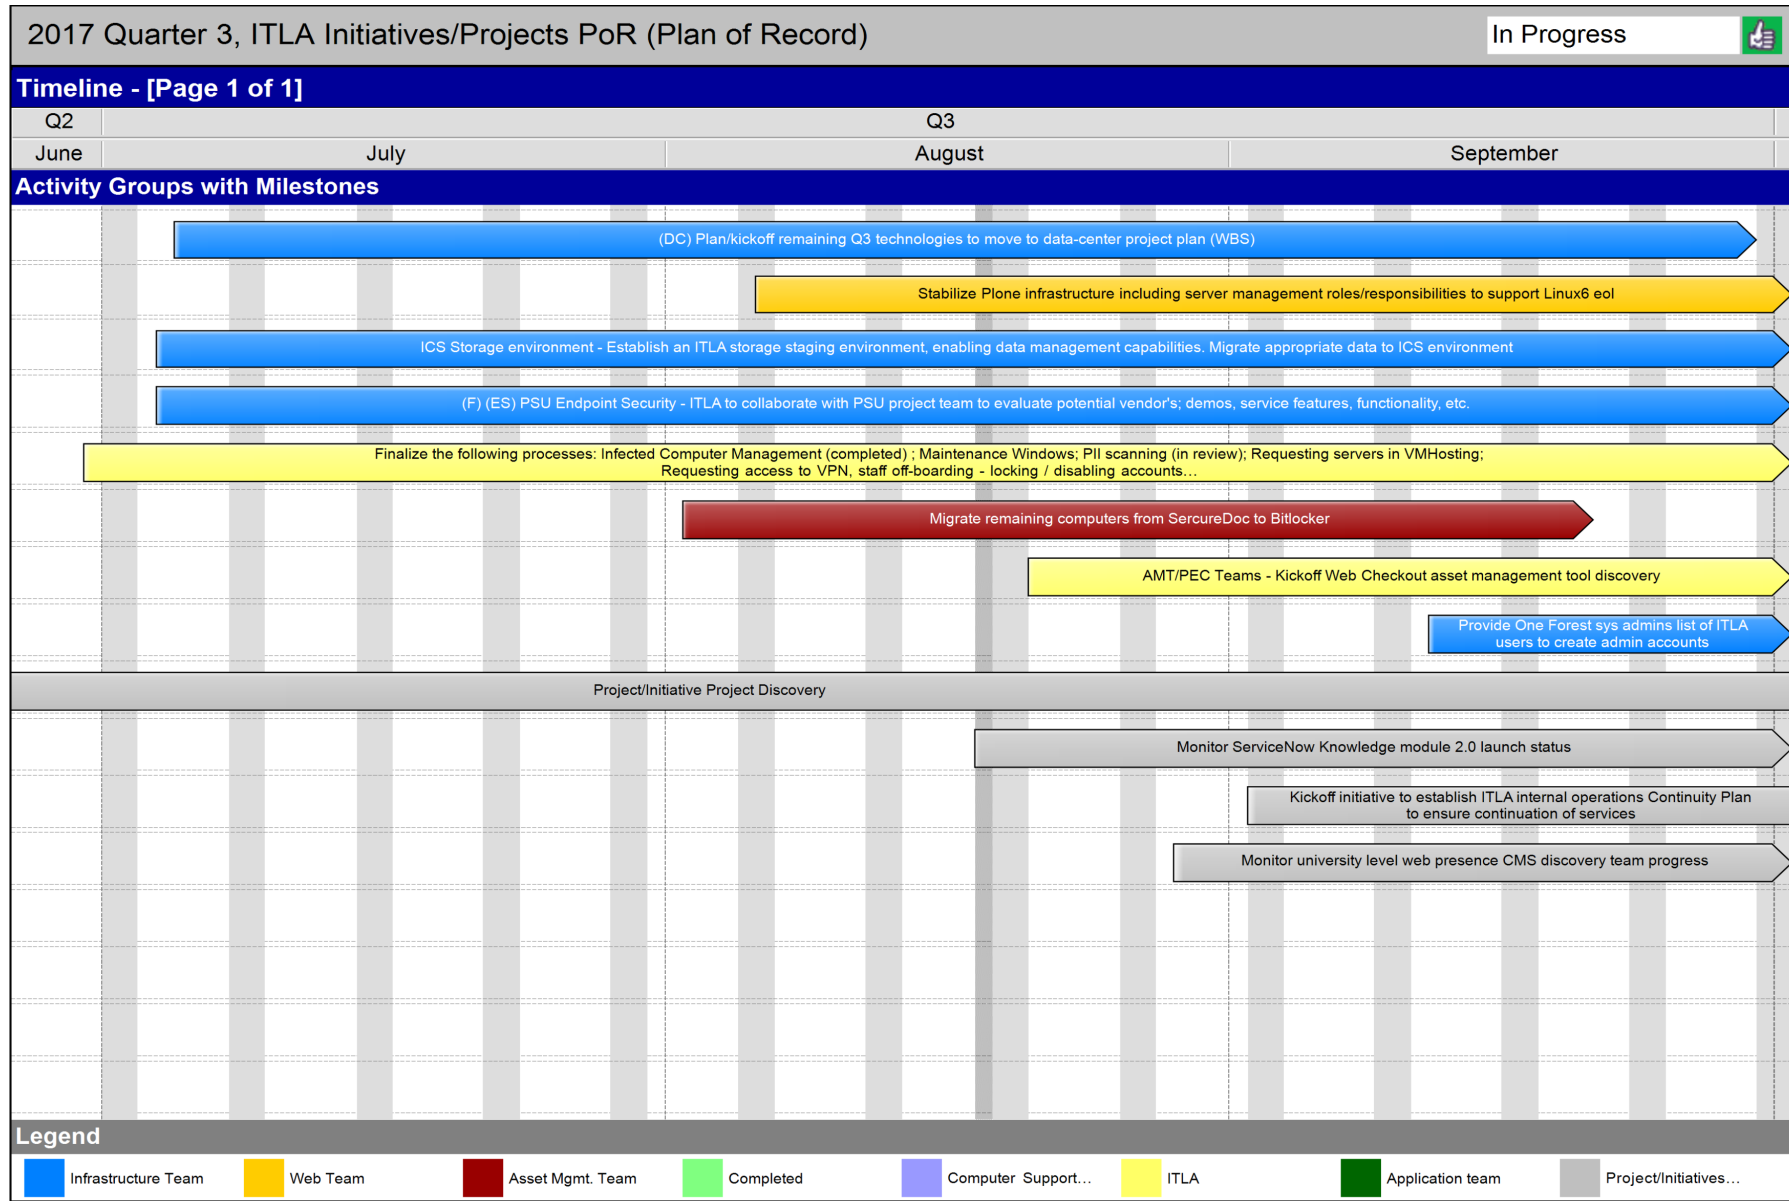 2017 Quarter 3, ITLA Initiatives/Projects PoR (Plan of Record)
In Progress
Timeline - [Page 1 of 1]
Q2
Q3
June
July
August
September
Activity Groups with Milestones
(DC) Plan/kickoff remaining Q3 technologies to move to data-center project plan (WBS)
Stabilize Plone infrastructure including server management roles/responsibilities to support Linux6 eol
ICS Storage environment - Establish an ITLA storage staging environment, enabling data management capabilities. Migrate appropriate data to ICS environment
(F) (ES) PSU Endpoint Security - ITLA to collaborate with PSU project team to evaluate potential vendor's; demos, service features, functionality, etc.
Finalize the following processes: Infected Computer Management (completed) ; Maintenance Windows; PII scanning (in review); Requesting servers in VMHosting;
Requesting access to VPN, staff off-boarding - locking / disabling accounts...
Migrate remaining computers from SercureDoc to Bitlocker
AMT/PEC Teams - Kickoff Web Checkout asset management tool discovery
Provide One Forest sys admins list of ITLA
users to create admin accounts
Project/Initiative Project Discovery
Monitor ServiceNow Knowledge module 2.0 launch status
Kickoff initiative to establish ITLA internal operations Continuity Plan
to ensure continuation of services
Monitor university level web presence CMS discovery team progress
Legend
Infrastructure Team
Web Team
Asset Mgmt. Team
Completed
Computer Support...
ITLA
Application team
Project/Initiatives...